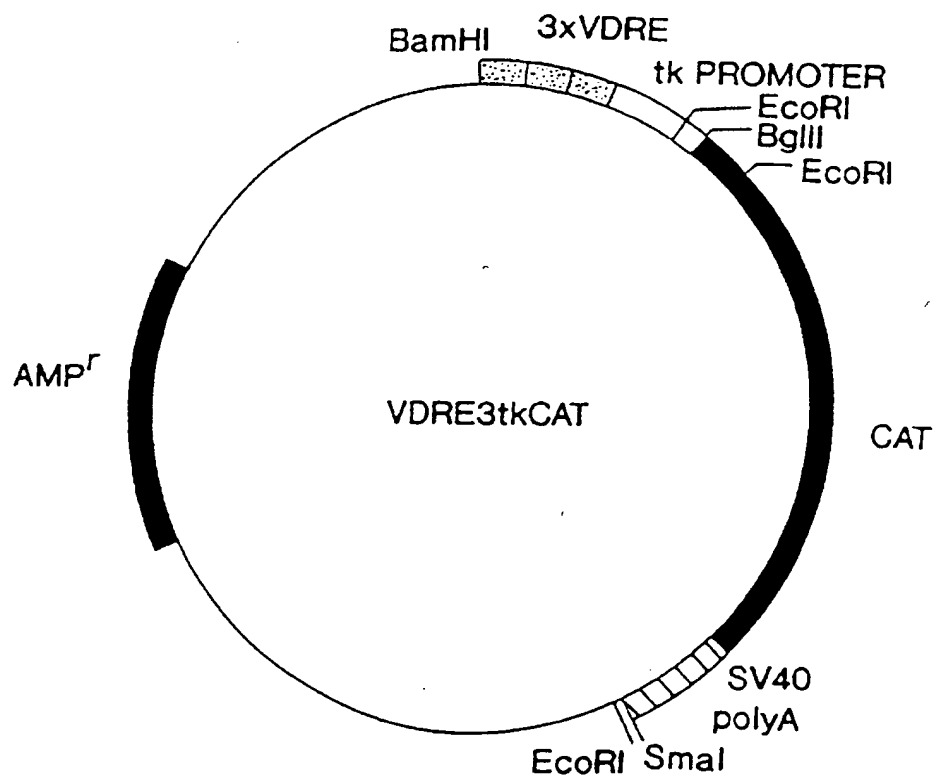 BamHI
3xVDRE
tk PROMOTER
EcoRI
BglII
EcoRI
AMPr
VDRE3tkCAT
CAT
SV40
polyA
EcoRI
SmaI